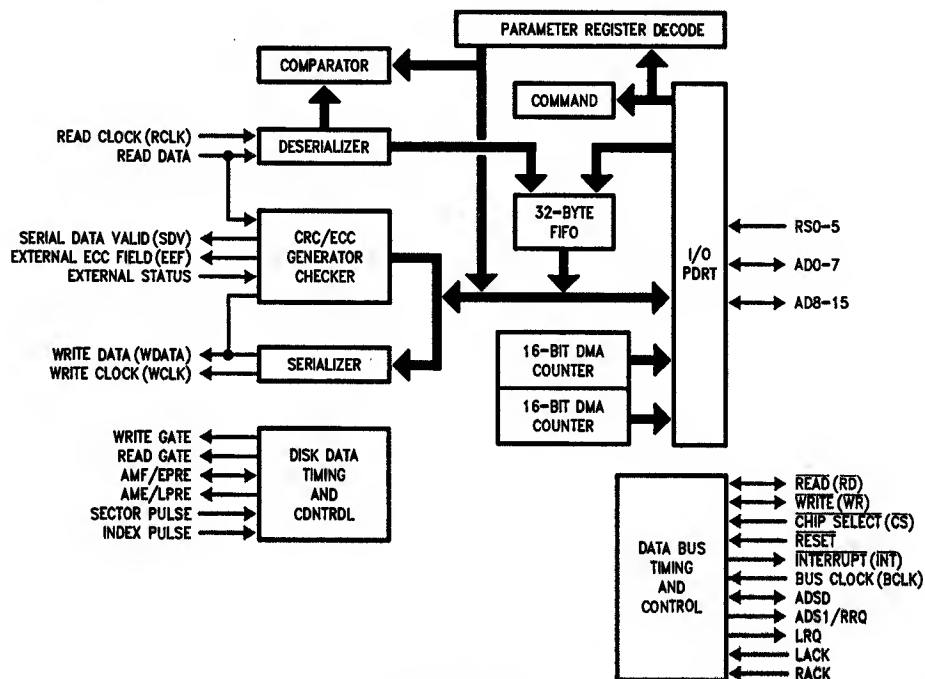 PARAMETER REGISTER DECODE
COMPARATOR
COMMAND
READ CLOCK (RCLK)
READ DATA
DESERIALIZER
32-BYTE
FIFO
CRC/ECC
GENERATOR
CHECKER
SERIAL DATA VALID (SDV)
EXTERNAL ECC FIELD (EEF)
EXTERNAL STATUS
I/O
PDRT
RS0-5
AD0-7
AD8-15
WRITE DATA (WDATA)
WRITE CLOCK (WCLK)
SERIALIZER
16-BIT DMA
COUNTER
16-BIT DMA
COUNTER
WRITE GATE
READ GATE
AMF/EPRE
AME/LPRE
SECTOR PULSE
INDEX PULSE
DISK DATA
TIMING
AND
CDNTRDL
DATA BUS
TIMING
AND
CONTROL
READ (RD)
WRITE (WR)
CHIP SELECT (CS)
RESET
INTERRUPT (INT)
BUS CLOCK (BCLK)
ADSD
ADS1/RRQ
LRQ
LACK
RACK